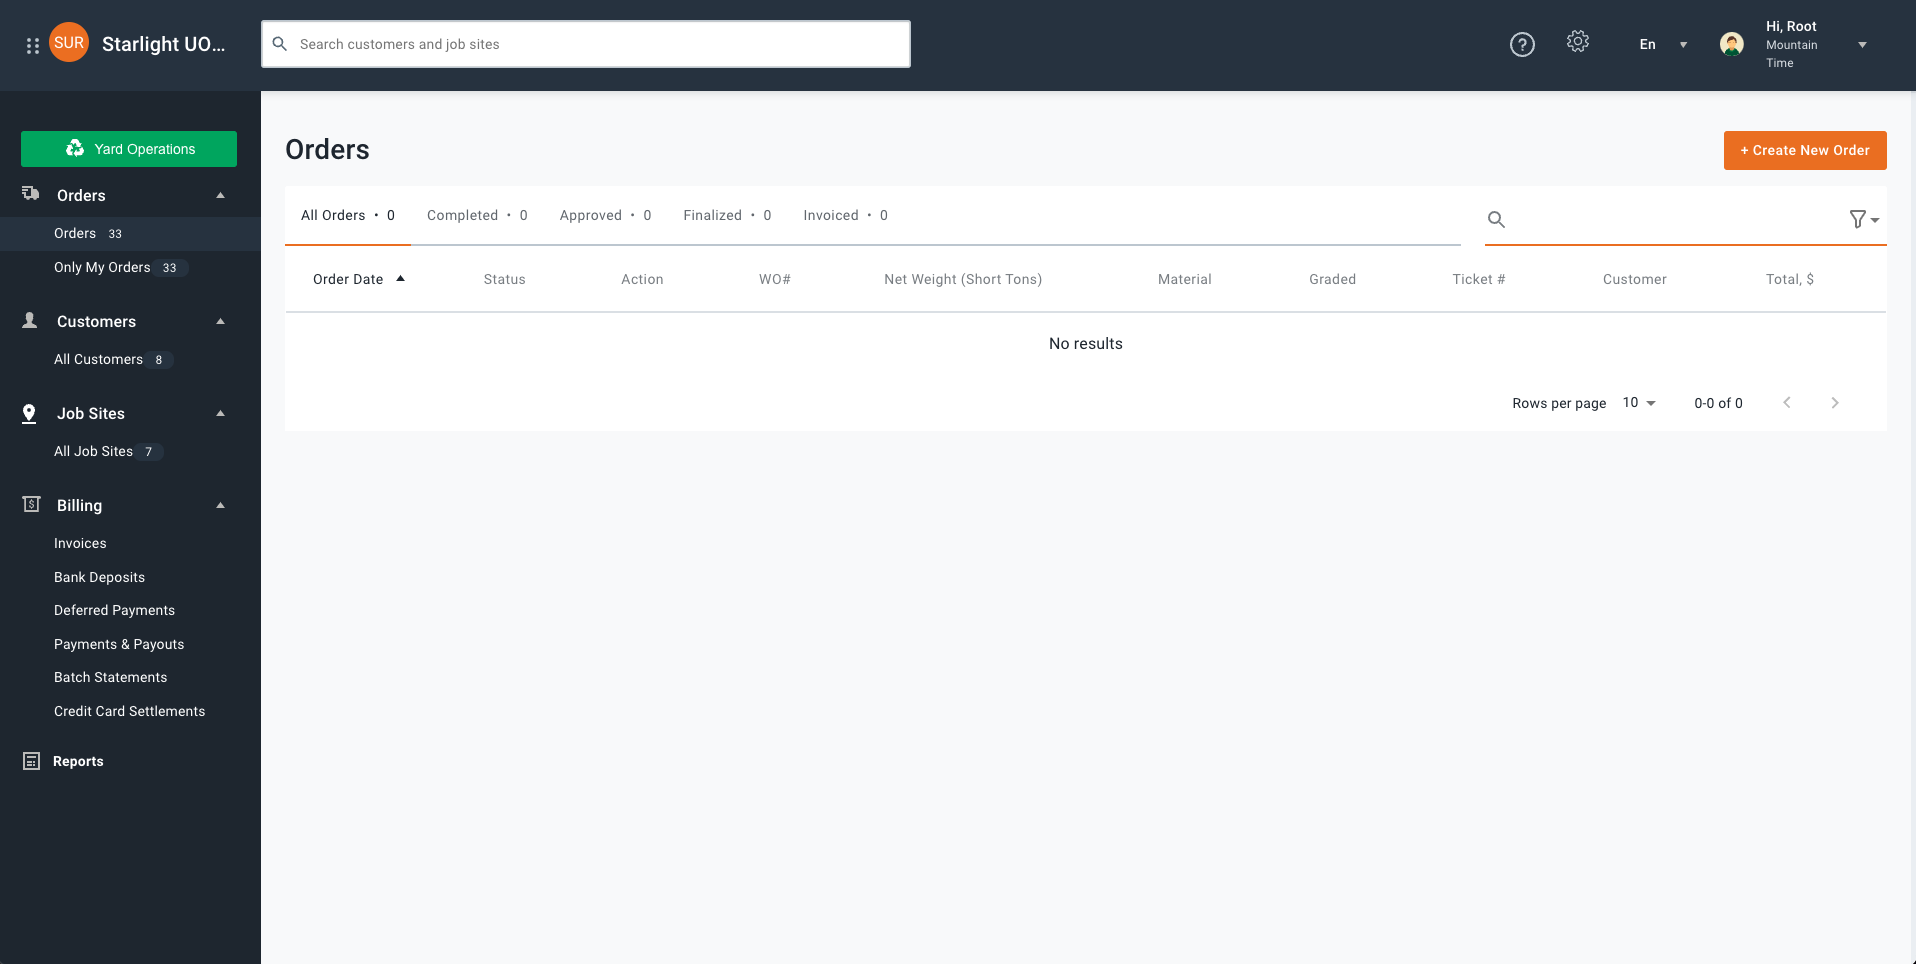 SUR
Starlight UO...
Search customers and job sites
En
Hi, Root
Mountain
Time
Yard Operations
Orders
Orders 33
Only My Orders 33
Customers
All Customers 8
Job Sites
All Job Sites 7
Billing
Invoices
Bank Deposits
Deferred Payments
Payments & Payouts
Batch Statements
Credit Card Settlements
Reports
Orders
+ Create New Order
All Orders • 0 Completed • 0 Approved • 0 Finalized • 0 Invoiced • 0
Order Date Status Action WO# Net Weight (Short Tons) Material Graded Ticket # Customer Total, $
No results
Rows per page 10 0-0 of 0